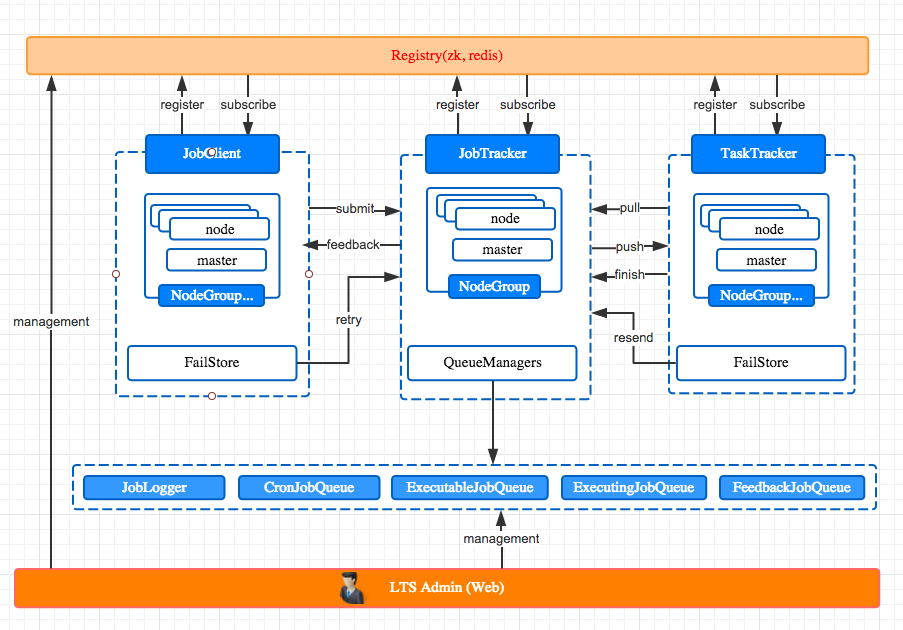 Registry(zk, redis)
register
subscribe
register
subscribe
register
subscribe
JobClient
JobTracker
TaskTracker
node
master
NodeGroup...
FailStore
submit
feedback
retry
node
master
NodeGroup
QueueManagers
pull
push
finish
resend
node
master
NodeGroup...
FailStore
management
JobLogger
CronJobQueue
ExecutableJobQueue
ExecutingJobQueue
FeedbackJobQueue
management
LTS Admin (Web)